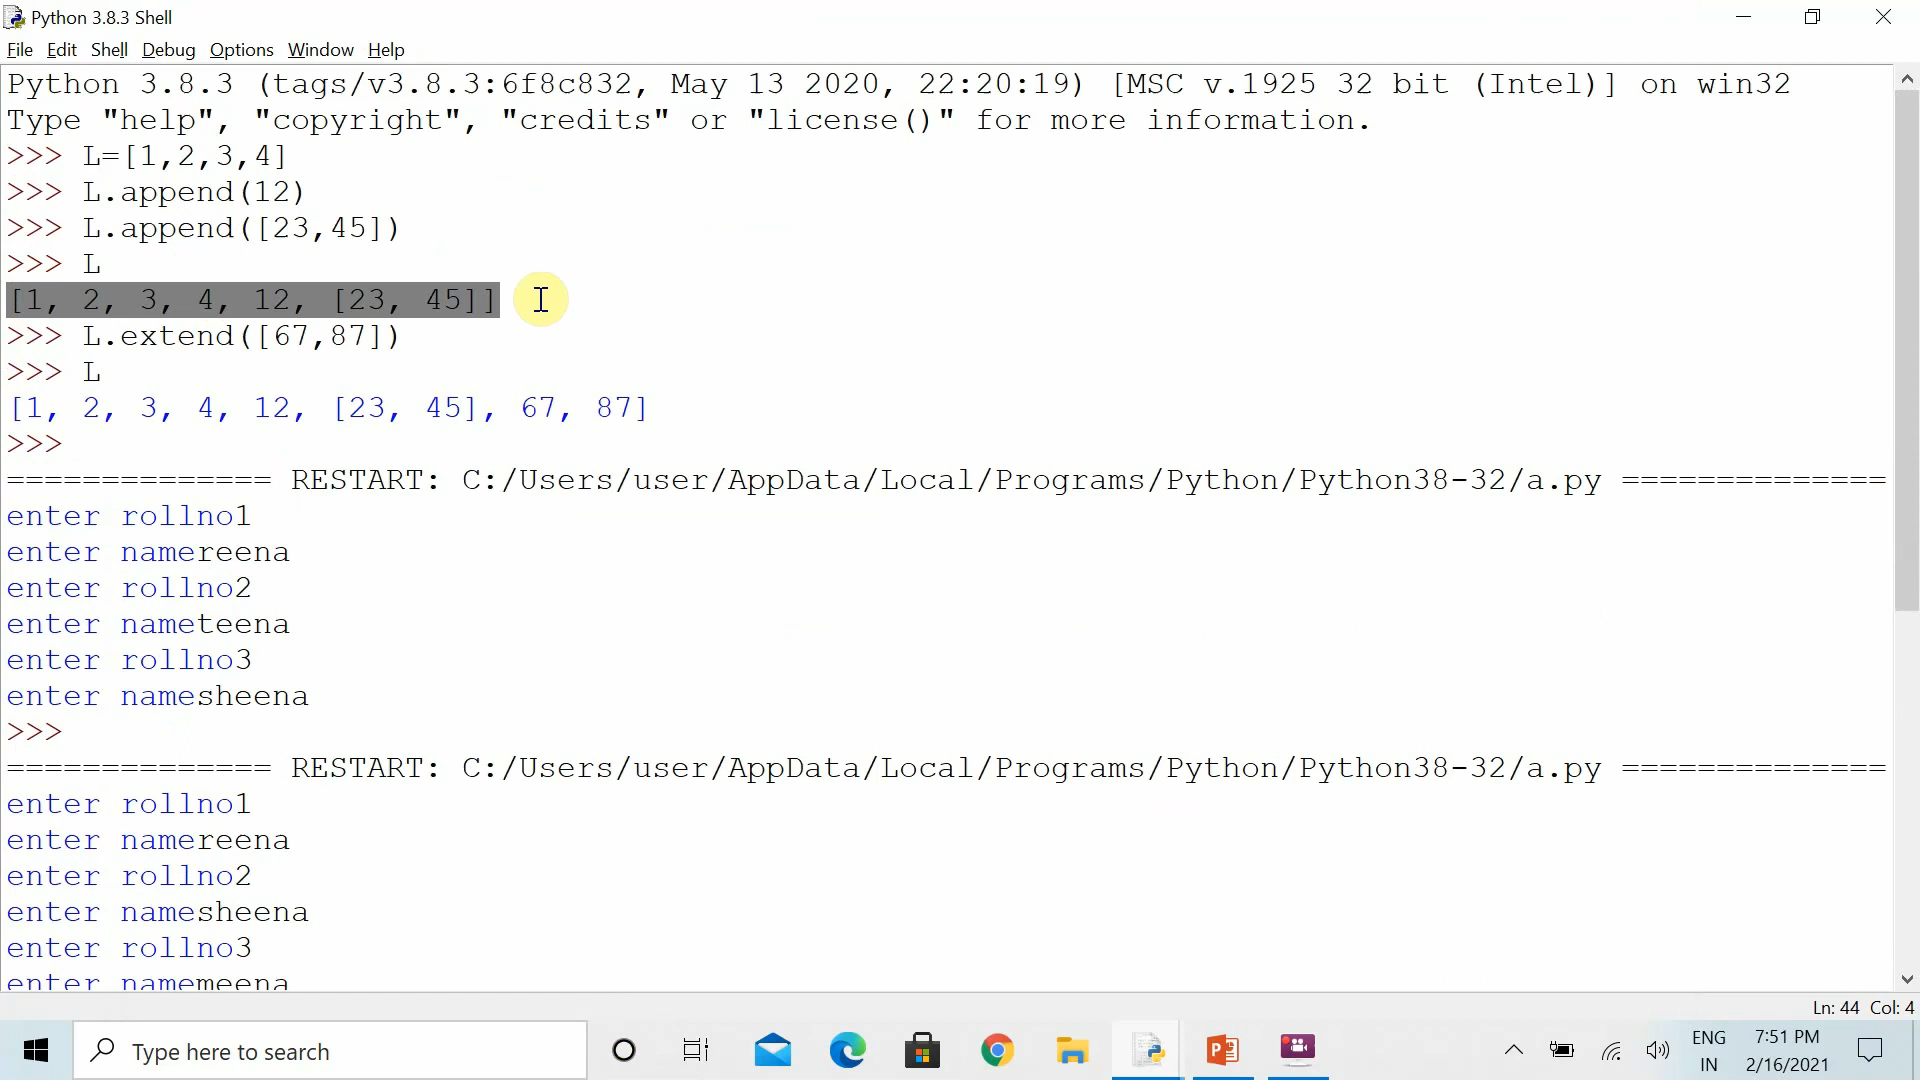 Python 3.8.3 Shell
File Edit Shell Debug Options Window Help
Python 3.8.3 (tags/v3.8.3:6f8c832, May 13 2020, 22:20:19) [MSC v.1925 32 bit (Intel)] on win32
Type "help", "copyright", "credits" or "license()" for more information.
>>> L=[1,2,3,4]
>>> L.append(12)
>>> L.append([23,45])
>>> L
[1, 2, 3, 4, 12, [23, 45]]
>>> L.extend([67,87])
>>> L
[1, 2, 3, 4, 12, [23, 45], 67, 87]
>>>
============== RESTART: C:/Users/user/AppData/Local/Programs/Python/Python38-32/a.py ==============
enter rollno1
enter namereena
enter rollno2
enter nameteena
enter rollno3
enter namesheena
>>>
============== RESTART: C:/Users/user/AppData/Local/Programs/Python/Python38-32/a.py ==============
enter rollno1
enter namereena
enter rollno2
enter namesheena
enter rollno3
enter namemeena
Ln: 44 Col: 4
Type here to search
ENG 7:51 PM
IN 2/16/2021